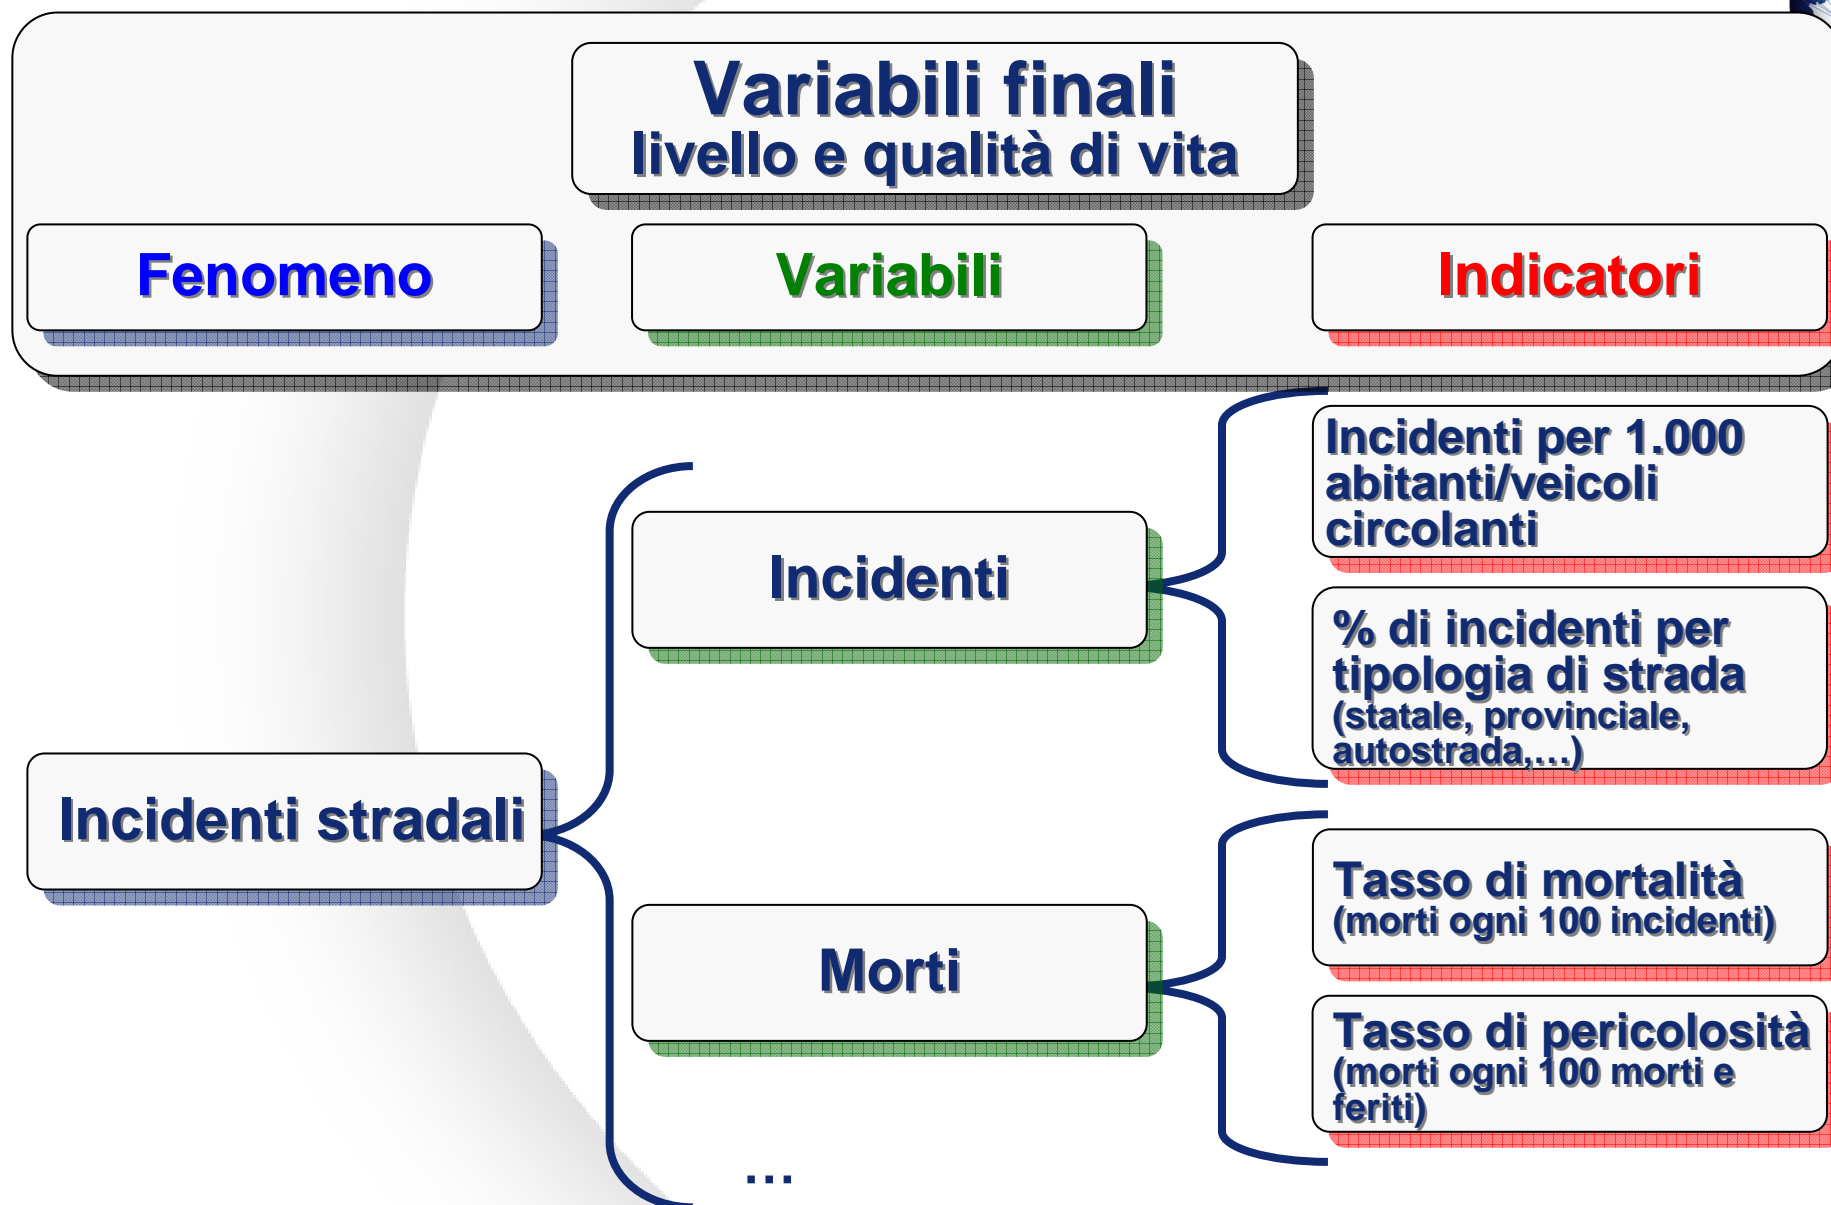 Variabili finali
livello e qualità di vita
Fenomeno
Variabili
Indicatori
Incidenti stradali
Incidenti
Incidenti per 1.000
abitanti/veicoli
circolanti
% di incidenti per
tipologia di strada
(statale, provinciale,
autostrada,…)
Morti
Tasso di mortalità
(morti ogni 100 incidenti)
Tasso di pericolosità
(morti ogni 100 morti e
feriti)
…